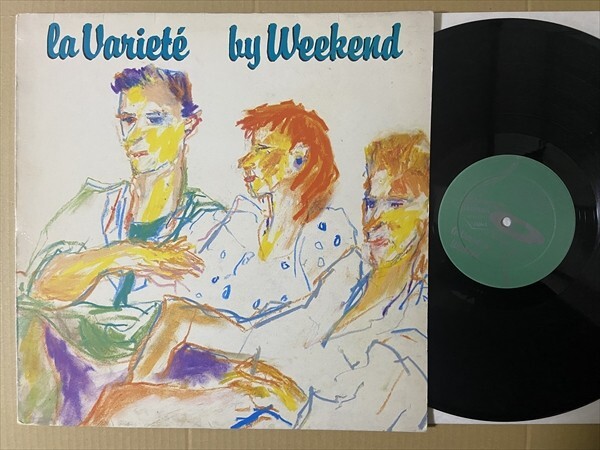 la Varieté by Weekend